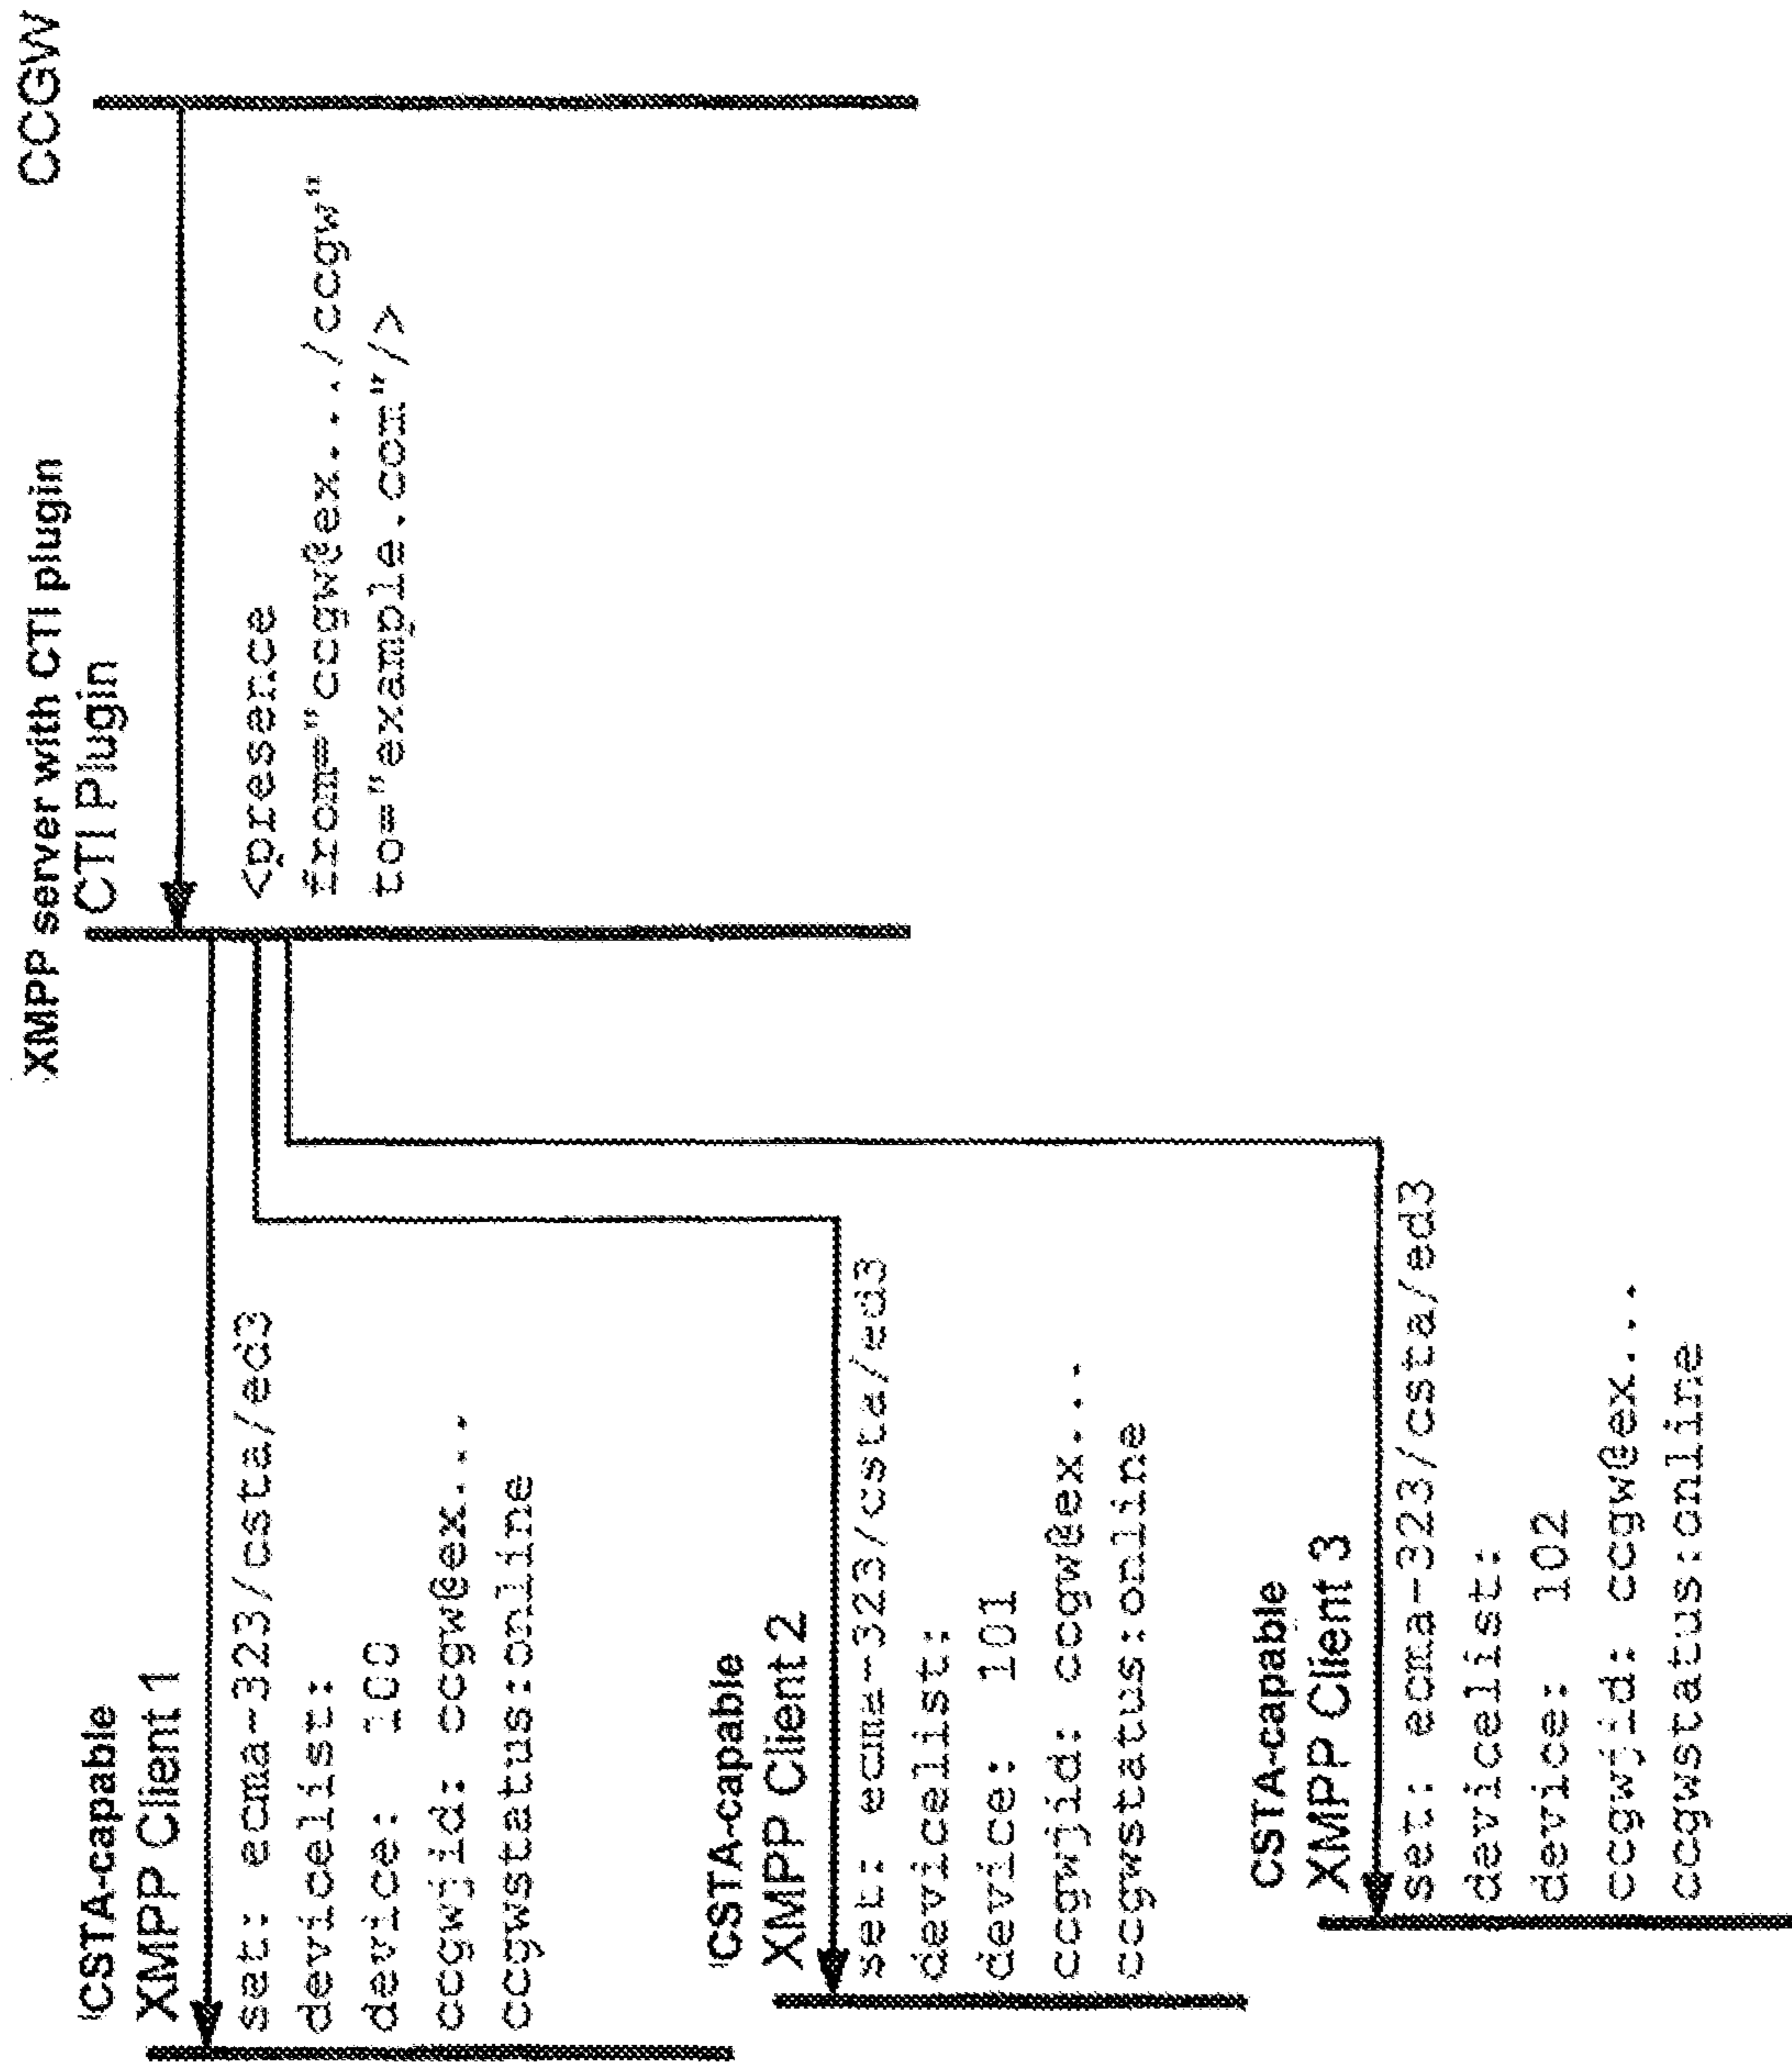 CSTA-capable
XMPP Client 1
set: ecma-323/csta/ed3
devicelist:
device: 100
ccgwjid: ccgw@ex...
ccgwstatus:online
CSTA-capable
XMPP Client 2
set: ecma-323/csta/ed3
devicelist:
device: 101
ccgwjid: ccgw@ex...
ccgwstatus:online
CSTA-capable
XMPP Client 3
set: ecma-323/csta/ed3
devicelist:
device: 102
ccgwjid: ccgw@ex...
ccgwstatus:online
XMPP server with CTI plugin
CTI Plugin
<presence
from="ccgw@ex.../ccgw"
to="example.com"/>
CCGW